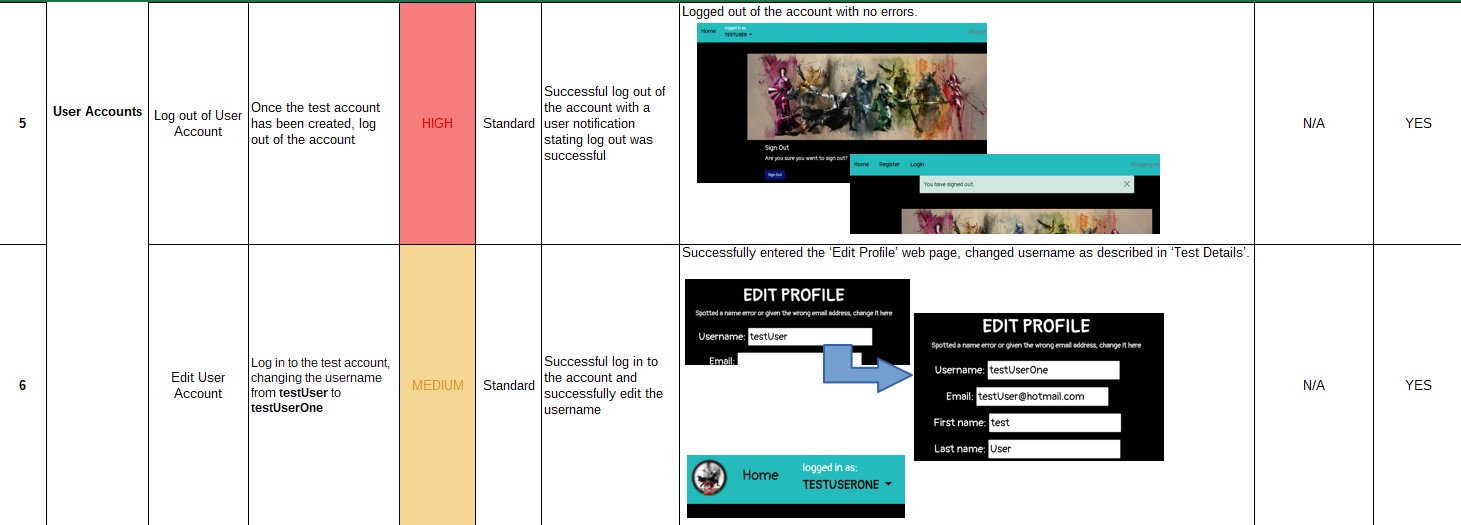 5
User Accounts
Log out of User
Account
Once the test account
has been created, log
out of the account
HIGH
Standard
Successful log out of
the account with a
user notification
stating log out was
successful
Logged out of the account with no errors.
Home
logged in as:
TESTUSER
Sign Out
Are you sure you want to sign out?
Sign Out
Home Register Login
You have signed out.
N/A
YES
6
Edit User
Account
Log in to the test account,
changing the username
from testUser to
testUserOne
MEDIUM
Standard
Successful log in to
the account and
successfully edit the
username
Successfully entered the ‘Edit Profile’ web page, changed username as described in ‘Test Details’.
EDIT PROFILE
Spotted a name error or given the wrong email address, change it here
Username: testUser
Email:
EDIT PROFILE
Spotted a name error or given the wrong email address, change it here
Username: testUserOne
Email: testUser@hotmail.com
First name: test
Last name: User
Home
logged in as:
TESTUSERONE
N/A
YES